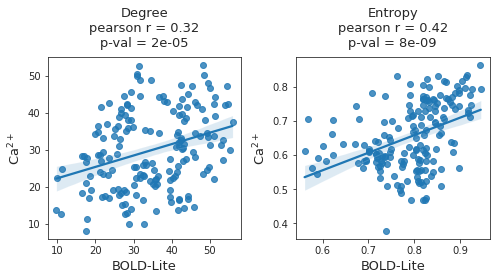 Degree
pearson r = 0.32
p-val = 2e-05
Entropy
pearson r = 0.42
p-val = 8e-09
50
40
30
20
10
Ca²⁺
10 20 30 40 50
BOLD-Lite
0.8
0.7
0.6
0.5
0.4
Ca²⁺
0.6 0.7 0.8 0.9
BOLD-Lite